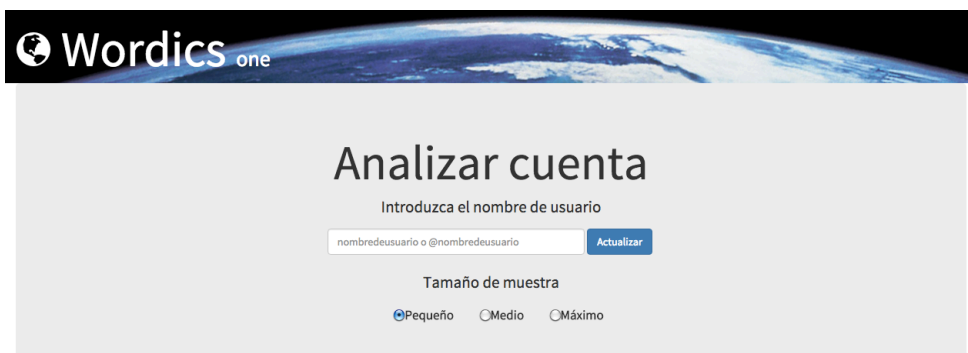 Wordics one
Analizar cuenta
Introduzca el nombre de usuario
nombredeusuario o @nombredeusuario Actualizar
Tamaño de muestra
Pequeño Medio Máximo